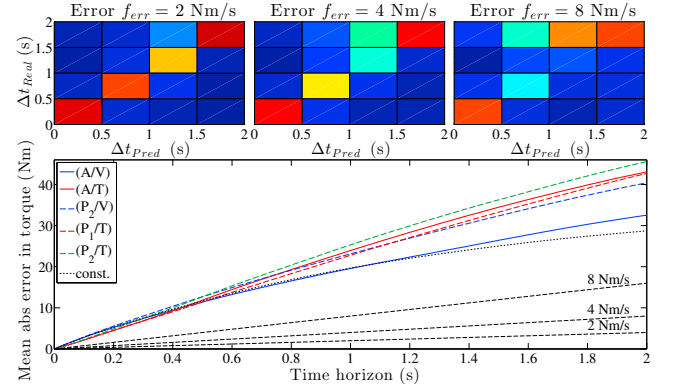 Error f_err = 2 Nm/s Error f_err = 4 Nm/s Error f_err = 8 Nm/s
Δt_Real (s)
2
1.5
1
0.5
0
0 0.5 1 1.5 2 0 0.5 1 1.5 2 0 0.5 1 1.5 2
Δt_Pred (s) Δt_Pred (s) Δt_Pred (s)
Mean abs error in torque (Nm)
40
30
20
10
0
(A/V)
(A/T)
(P_2/V)
(P_1/T)
(P_2/T)
const.
8 Nm/s
4 Nm/s
2 Nm/s
0 0.2 0.4 0.6 0.8 1 1.2 1.4 1.6 1.8 2
Time horizon (s)